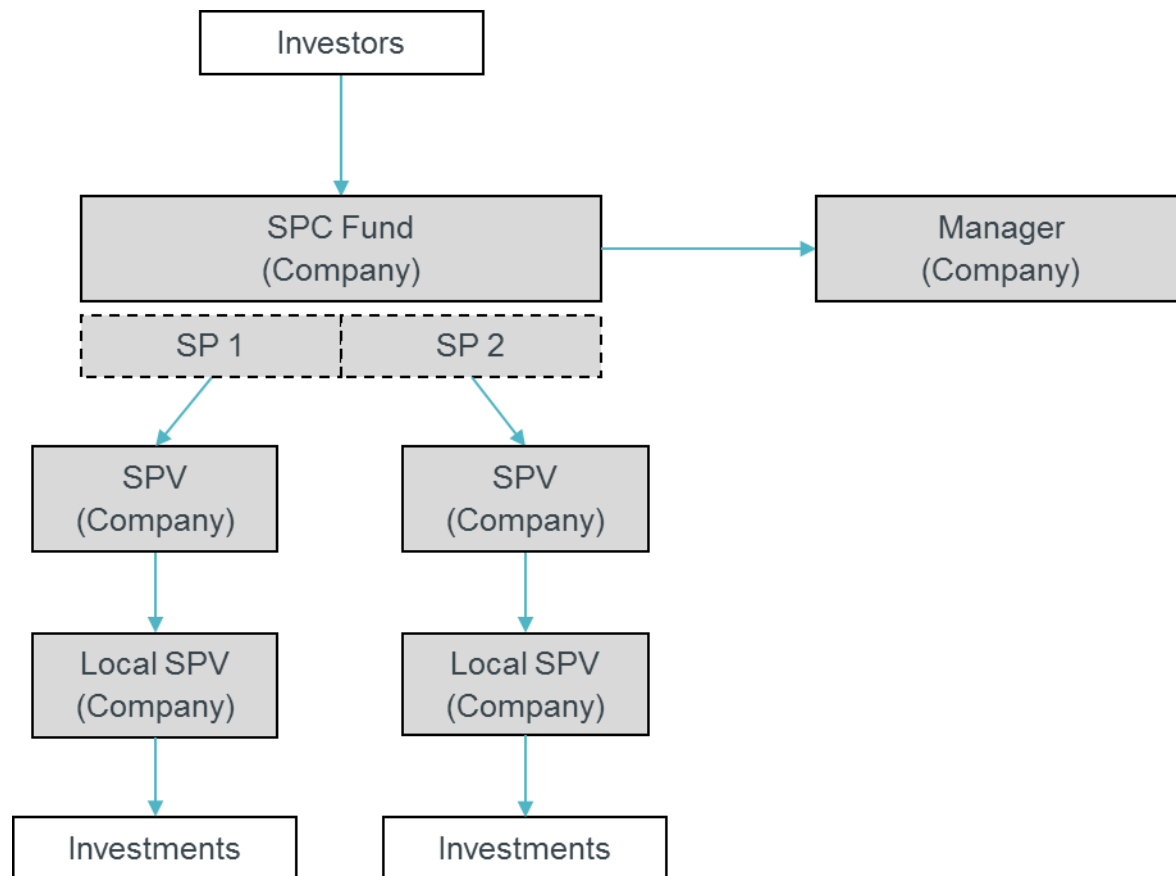 Investors
SPC Fund
(Company)
Manager
(Company)
SP 1
SP 2
SPV
(Company)
SPV
(Company)
Local SPV
(Company)
Local SPV
(Company)
Investments
Investments